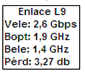 Enlace L9
Vele: 2,6 Gbps
Bopt: 1,9 GHz
Bele: 1,4 GHz
Pérd: 3,27 db